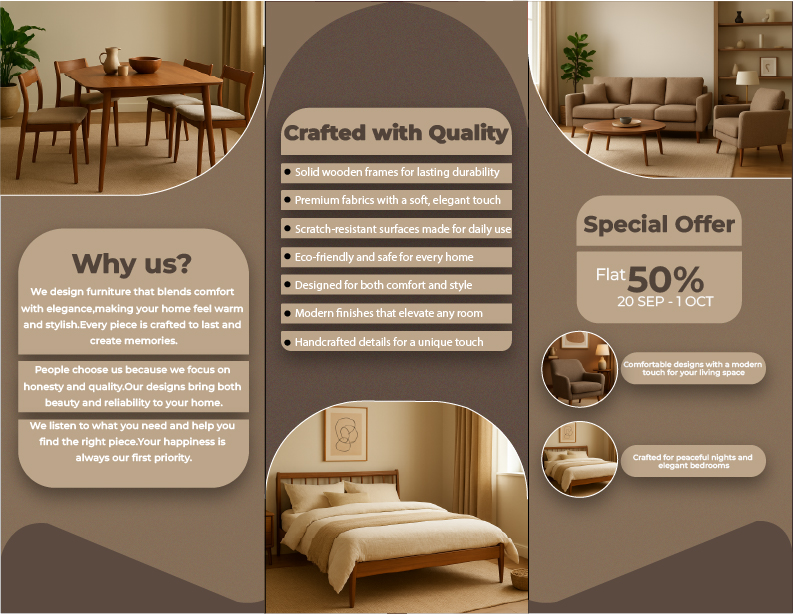 Why us?
We design furniture that blends comfort
with elegance,making your home feel warm
and stylish.Every piece is crafted to last and
create memories.
People choose us because we focus on
honesty and quality.Our designs bring both
beauty and reliability to your home.
We listen to what you need and help you
find the right piece.Your happiness is
always our first priority.
Crafted with Quality
Solid wooden frames for lasting durability
Premium fabrics with a soft, elegant touch
Scratch-resistant surfaces made for daily use
Eco-friendly and safe for every home
Designed for both comfort and style
Modern finishes that elevate any room
Handcrafted details for a unique touch
Special Offer
Flat 50%
20 SEP - 1 OCT
Comfortable designs with a modern
touch for your living space
Crafted for peaceful nights and
elegant bedrooms